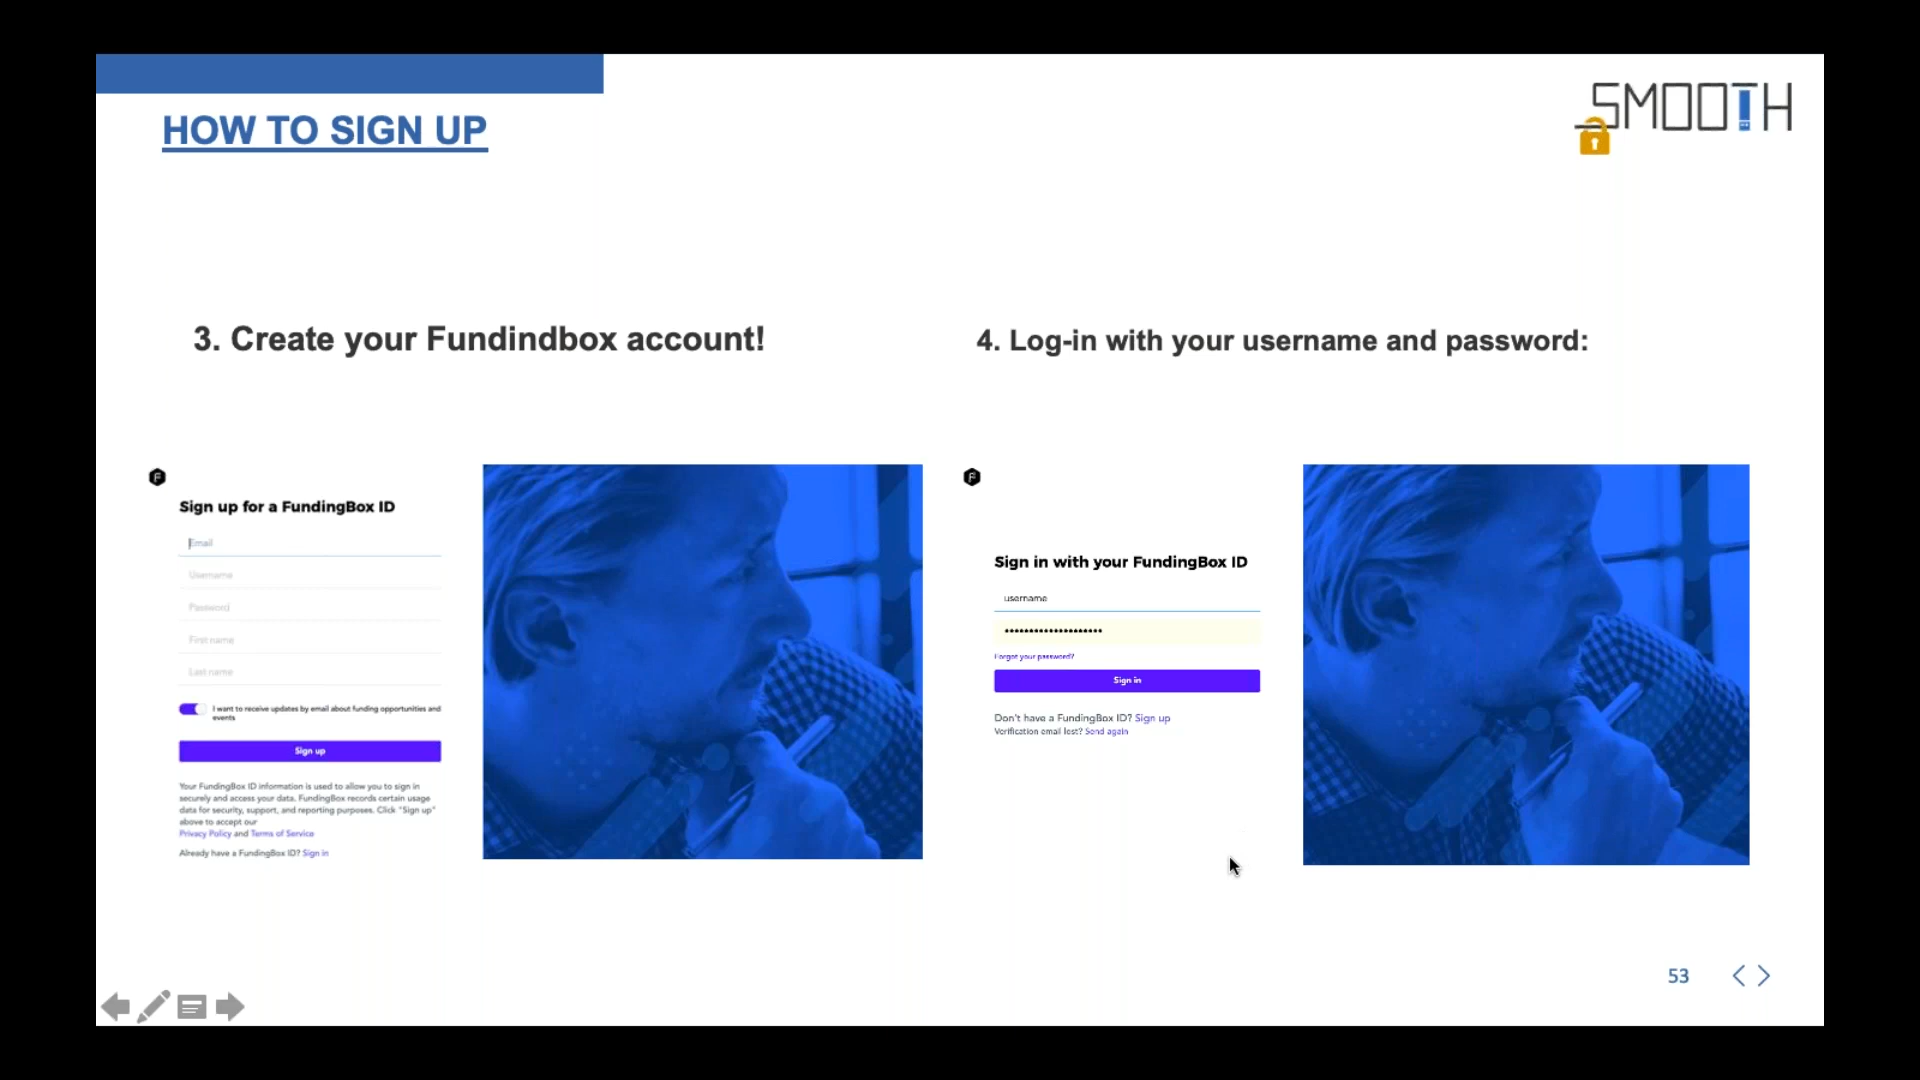 HOW TO SIGN UP
SMOOTH
3. Create your Fundindbox account!
Sign up for a FundingBox ID
Email
Username
Password
First name
Last name
I want to receive updates by email about funding opportunities and
events
Sign up
Your FundingBox ID information is used to allow you to sign in
securely and access your data. FundingBox records certain usage
data for security, support, and reporting purposes. Click "Sign up"
above to accept our
Privacy Policy and Terms of Service
Already have a FundingBox ID? Sign in
4. Log-in with your username and password:
Sign in with your FundingBox ID
username
Forgot your password?
Sign in
Don't have a FundingBox ID? Sign up
Verification email lost? Send again
53